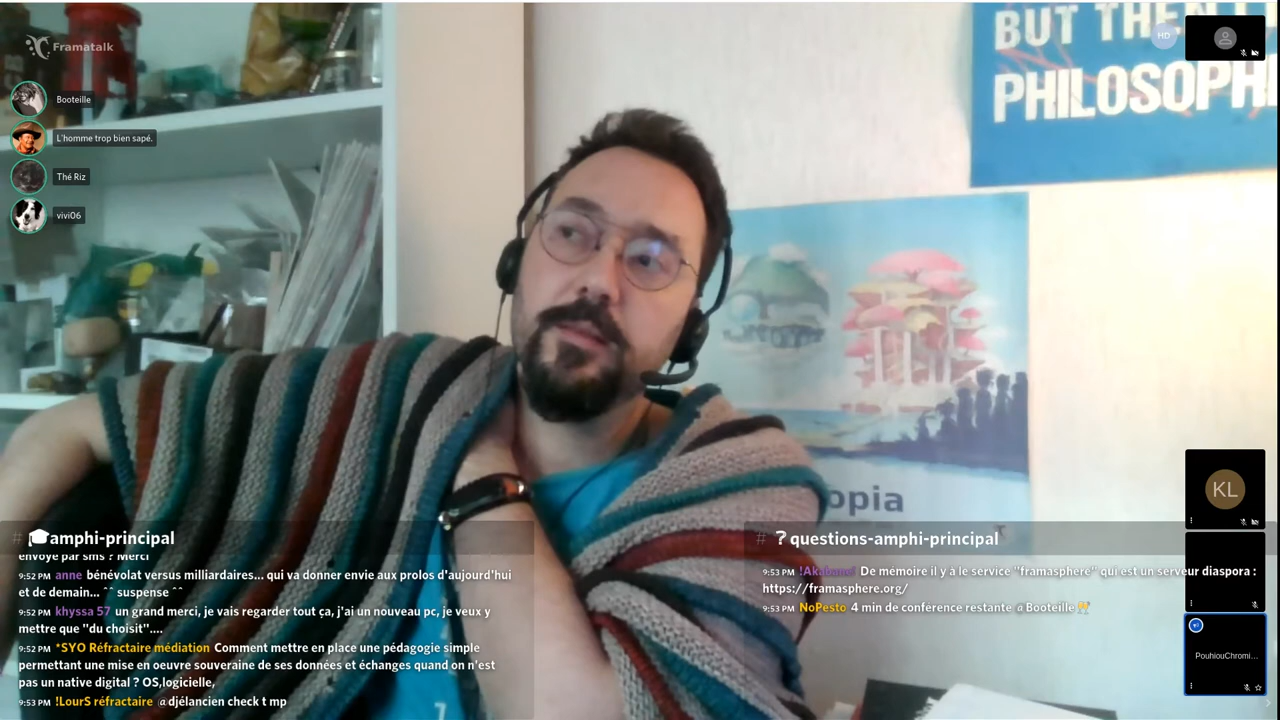 BUT THEN
PHILOSOPH
HD
Framatalk
Booteille
L'homme trop bien sapé.
Thé Riz
vivi06
opia
KL
# 🎓amphi-principal
envoyé par sms ? Merci
9:52 PM anne bénévolat versus milliardaires... qui va donner envie aux prolos d'aujourd'hui
et de demain... ^^ suspense ^^
9:52 PM khyssa 57 un grand merci, je vais regarder tout ça, j'ai un nouveau pc, je veux y
mettre que "du choisit"....
9:52 PM *SYO Réfractaire médiation Comment mettre en place une pédagogie simple
permettant une mise en oeuvre souveraine de ses données et échanges quand on n'est
pas un native digital ? OS,logicielle,
9:53 PM !LourS réfractaire @djélancien check t mp
# ❔questions-amphi-principal
9:53 PM De mémoire il y à le service "framasphere" qui est un serveur diaspora :
https://framasphere.org/
9:53 PM NoPesto 4 min de conférence restante @Booteille 🥂
PouhiouChromi...